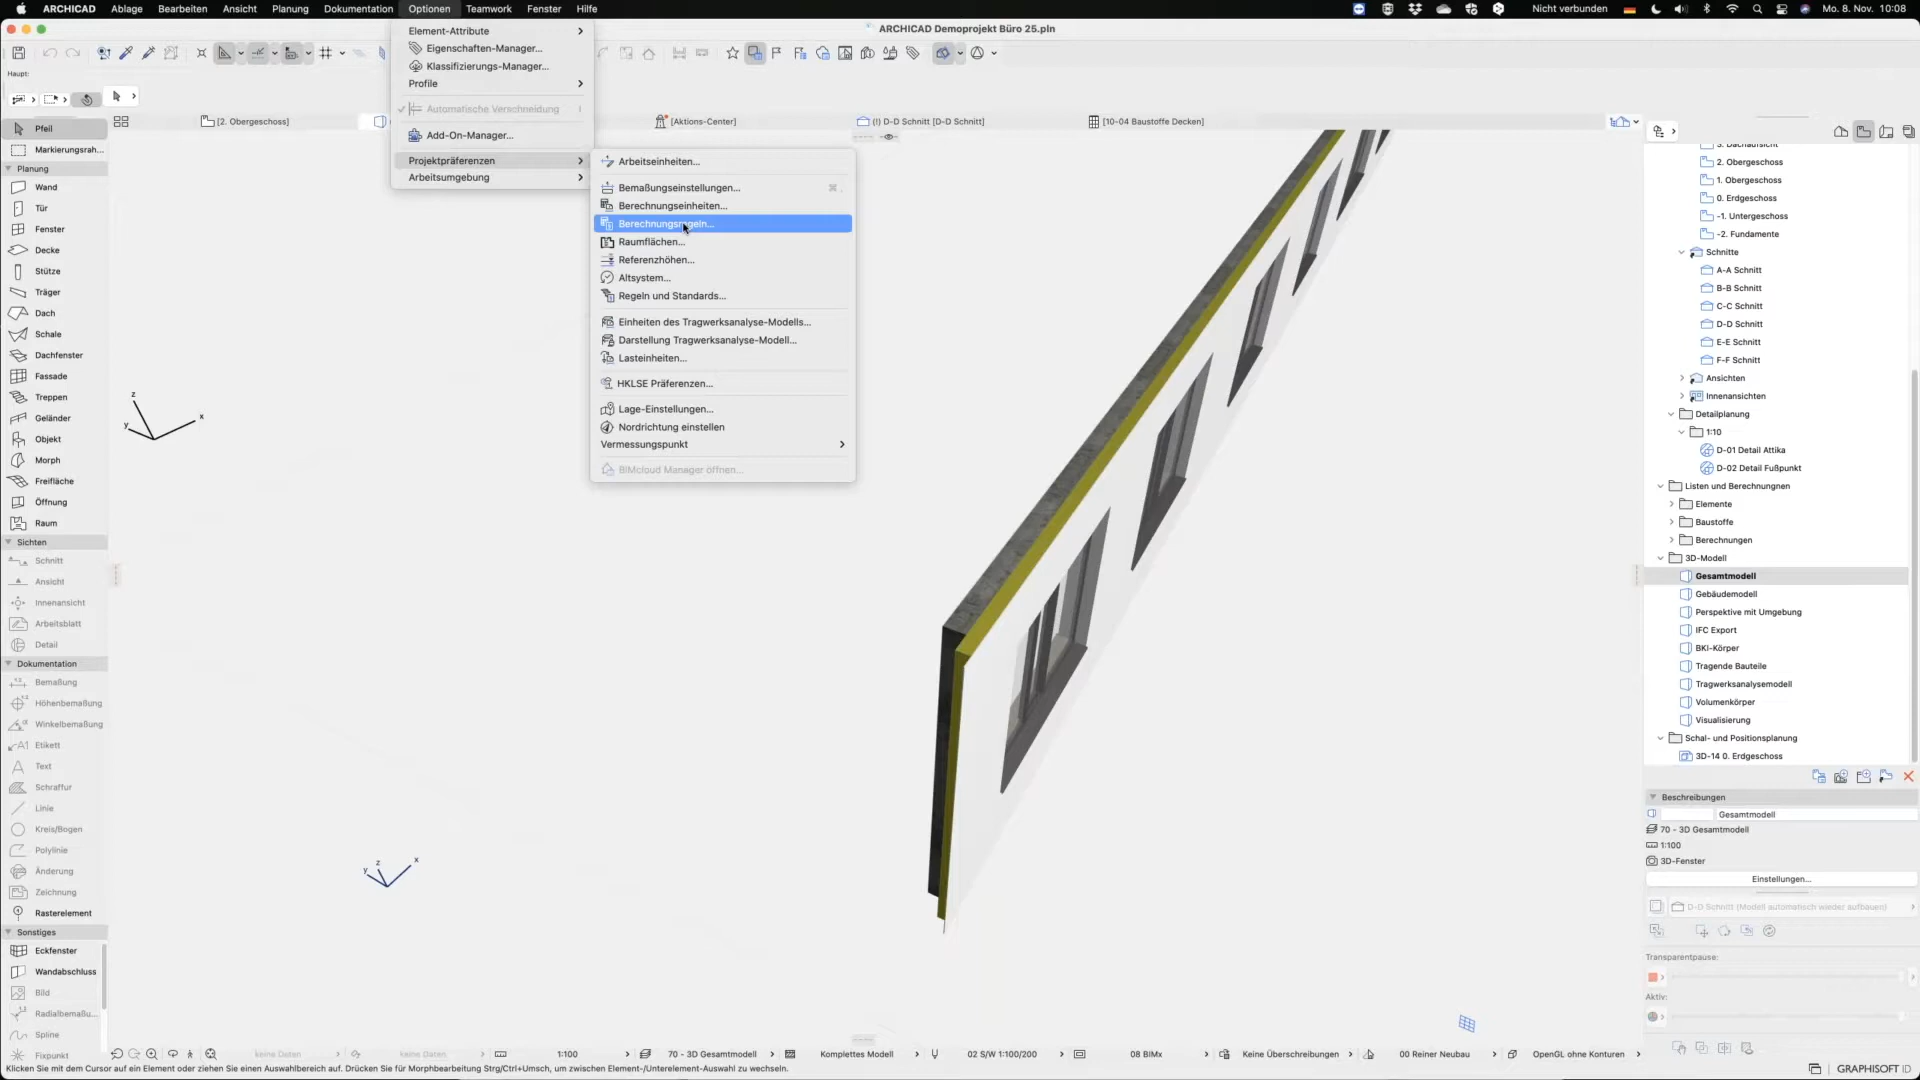 ARCHICAD Ablage Bearbeiten Ansicht Planung Dokumentation Optionen Teamwork Fenster Hilfe
Nicht verbunden
Mo. 8. Nov. 10:08
ARCHICAD Demoprojekt Büro 25.pln
Haupt:
Element-Attribute
Eigenschaften-Manager...
Klassifizierungs-Manager...
Profile
Automatische Verschneidung
Add-On-Manager...
Projektpräferenzen
Arbeitsumgebung
Arbeitseinheiten...
Bemaßungseinstellungen...
Berechnungseinheiten...
Berechnungsregeln...
Raumflächen...
Referenzhöhen...
Altsystem...
Regeln und Standards...
Einheiten des Tragwerksanalyse-Modells...
Darstellung Tragwerksanalyse-Modell...
Lasteinheiten...
HKLSE Präferenzen...
Lage-Einstellungen...
Nordrichtung einstellen
Vermessungspunkt
BIMcloud Manager öffnen...
[2. Obergeschoss]
[Aktions-Center]
(!) D-D Schnitt [D-D Schnitt]
[10-04 Baustoffe Decken]
Pfeil
Markierungsrah...
Planung
Wand
Tür
Fenster
Decke
Stütze
Träger
Dach
Schale
Dachfenster
Fassade
Treppen
Geländer
Objekt
Morph
Freifläche
Öffnung
Raum
Sichten
Schnitt
Ansicht
Innenansicht
Arbeitsblatt
Detail
Dokumentation
Bemaßung
Höhenbemaßung
Winkelbemaßung
Etikett
Text
Schraffur
Linie
Kreis/Bogen
Polylinie
Änderung
Zeichnung
Rasterelement
Sonstiges
Eckfenster
Wandabschluss
Bild
Radialbemaßu...
Spline
Fixpunkt
z
y
x
z
y
x
3. Dachaufsicht
2. Obergeschoss
1. Obergeschoss
0. Erdgeschoss
-1. Untergeschoss
-2. Fundamente
Schnitte
A-A Schnitt
B-B Schnitt
C-C Schnitt
D-D Schnitt
E-E Schnitt
F-F Schnitt
Ansichten
Innenansichten
Detailplanung
1:10
D-01 Detail Attika
D-02 Detail Fußpunkt
Listen und Berechnungnen
Elemente
Baustoffe
Berechnungen
3D-Modell
Gesamtmodell
Gebäudemodell
Perspektive mit Umgebung
IFC Export
BKI-Körper
Tragende Bauteile
Tragwerksanalysemodell
Volumenkörper
Visualisierung
Schal- und Positionsplanung
3D-14 0. Erdgeschoss
Beschreibungen
Gesamtmodell
70 - 3D Gesamtmodell
1:100
3D-Fenster
Einstellungen...
D-D Schnitt (Modell automatisch wieder aufbauen)
Transparentpause:
Aktiv:
keine Daten
keine Daten
1:100
70 - 3D Gesamtmodell
Komplettes Modell
02 S/W 1:100/200
08 BIMx
Keine Überschreibungen
00 Reiner Neubau
OpenGL ohne Konturen
Klicken Sie mit dem Cursor auf ein Element oder ziehen Sie einen Auswahlbereich auf. Drücken Sie für Morphbearbeitung Strg/Ctrl+Umsch, um zwischen Element-/Unterelement-Auswahl zu wechseln.
GRAPHISOFT ID